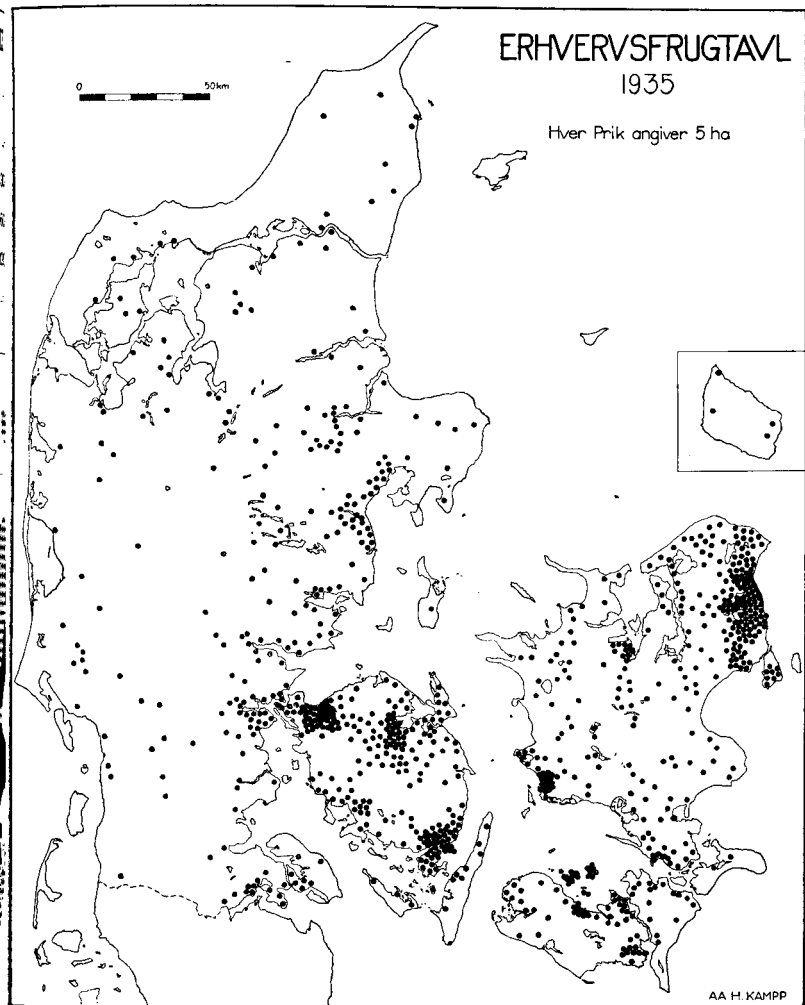 ERHVERVSFRUGTAVL
1935
0 50km
Hver Prik angiver 5 ha
AA H. KAMPP